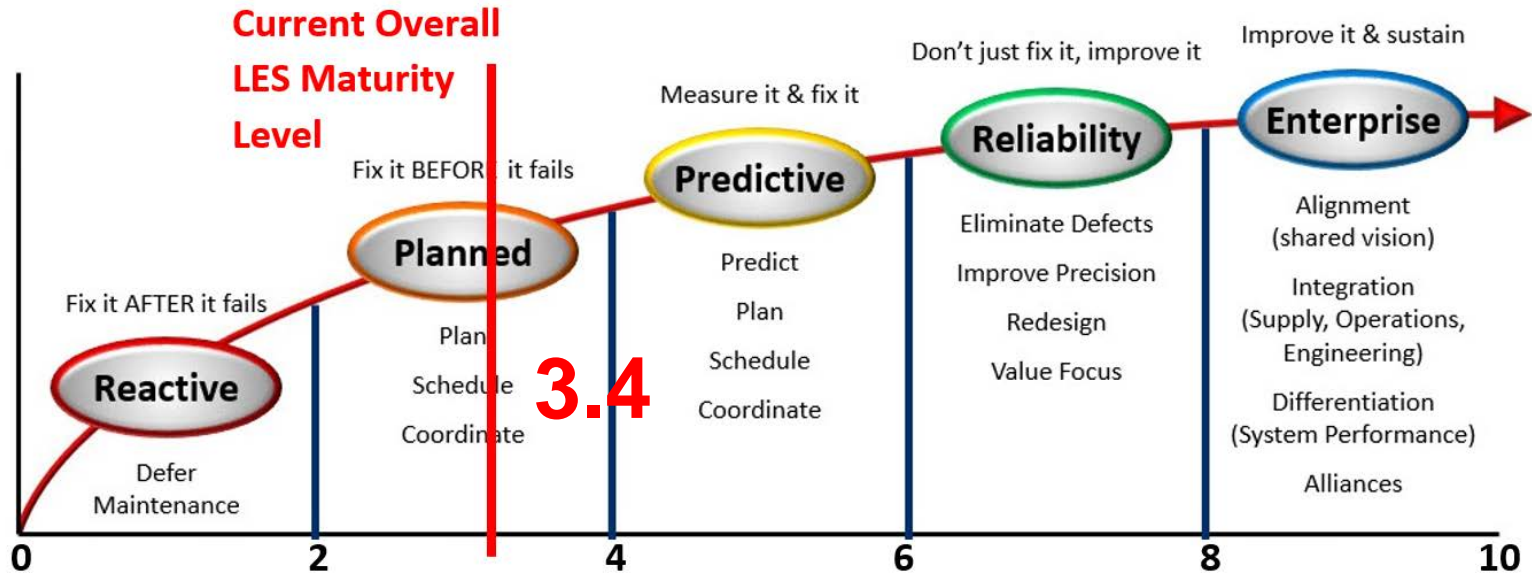 Current Overall
LES Maturity
Level
Fix it AFTER it fails
Reactive
Defer
Maintenance
Fix it BEFORE it fails
Planned
Plan
Schedule
Coordinate
3.4
Measure it & fix it
Predictive
Predict
Plan
Schedule
Coordinate
Don't just fix it, improve it
Reliability
Eliminate Defects
Improve Precision
Redesign
Value Focus
Improve it & sustain
Enterprise
Alignment
(shared vision)
Integration
(Supply, Operations,
Engineering)
Differentiation
(System Performance)
Alliances
0
2
4
6
8
10